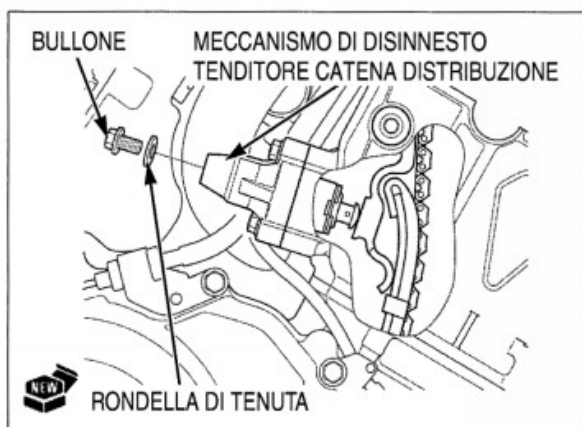 BULLONE
MECCANISMO DI DISINNESTO
TENDITORE CATENA DISTRIBUZIONE
NEW
RONDELLA DI TENUTA